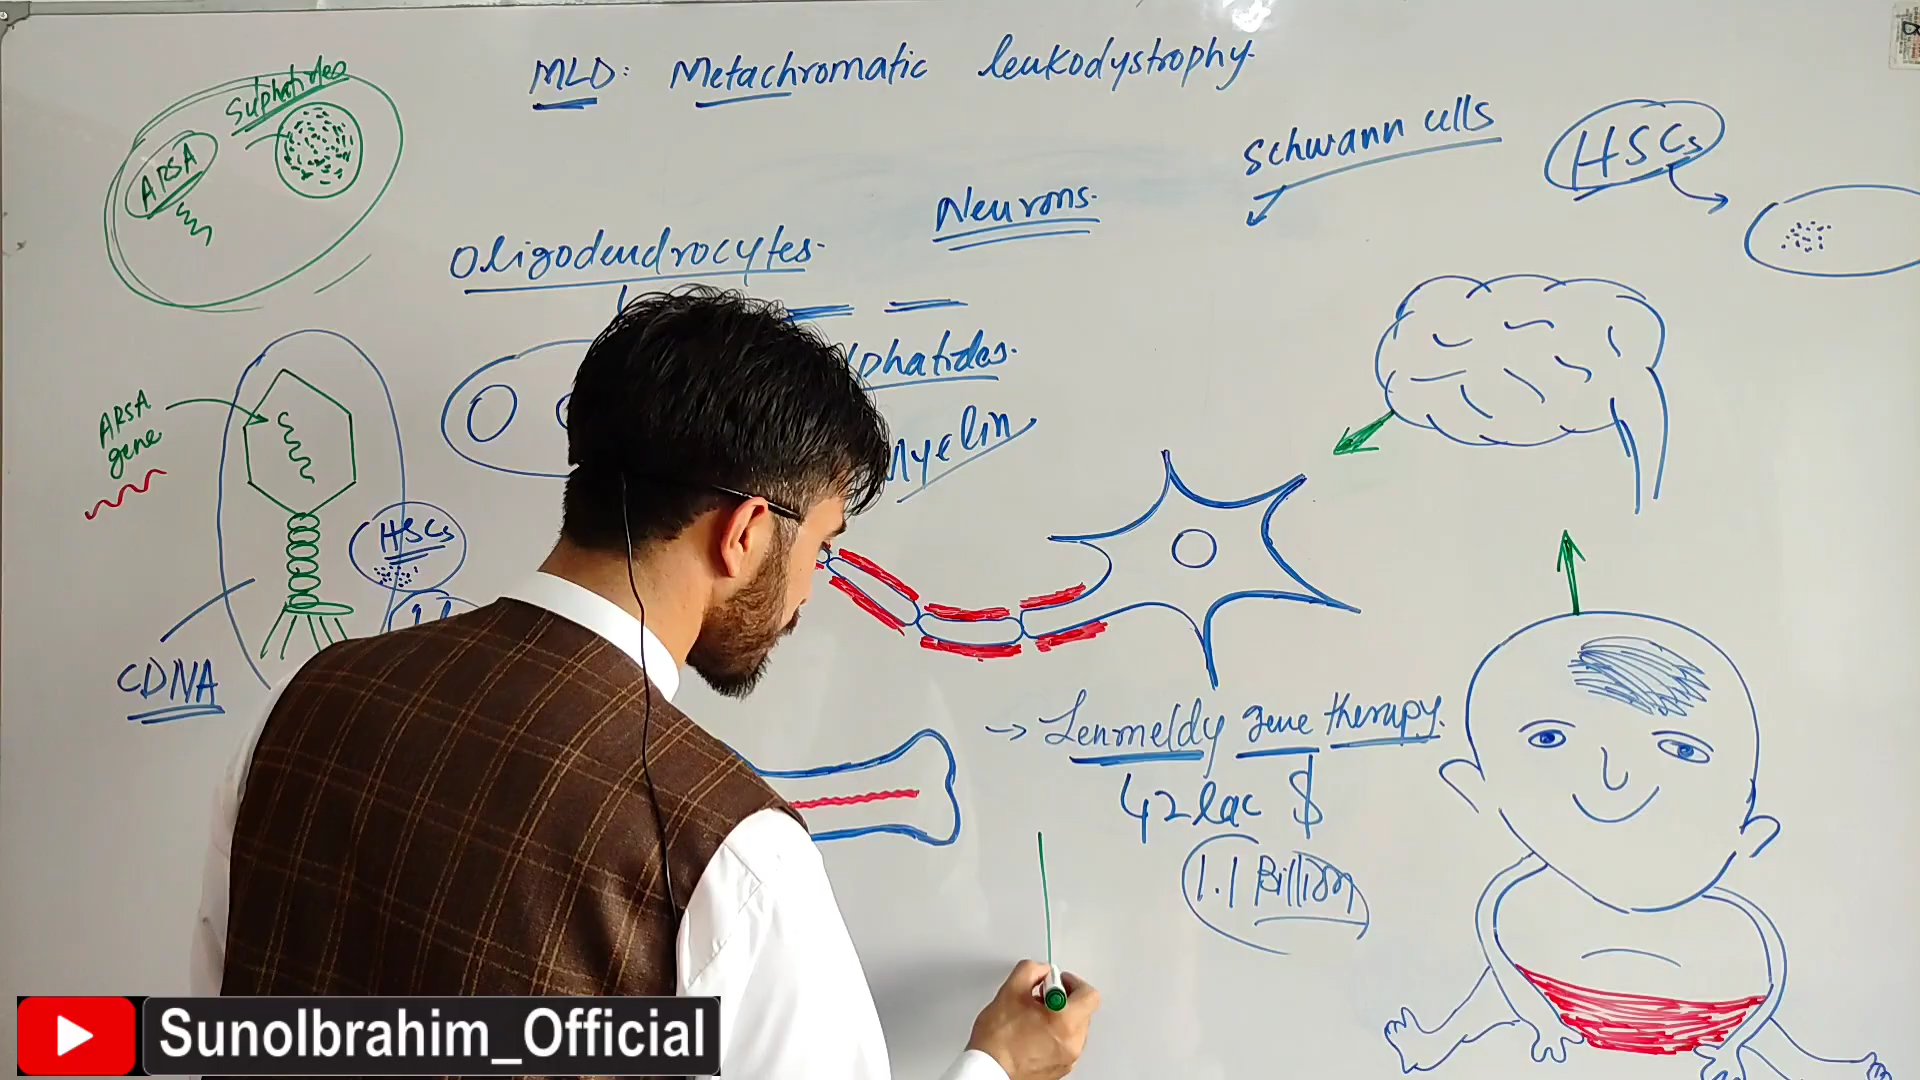 MLD: Metachromatic leukodystrophy.
Suphatides
ARSA
Schwann cells
HSCs
Neurons.
Oligodendrocytes.
phatides.
Myelin
ARSA
gene
HSCs
CDNA
→ Lenmeldy gene therapy.
42 lac $
1.1 Billion
SunoIbrahim_Official